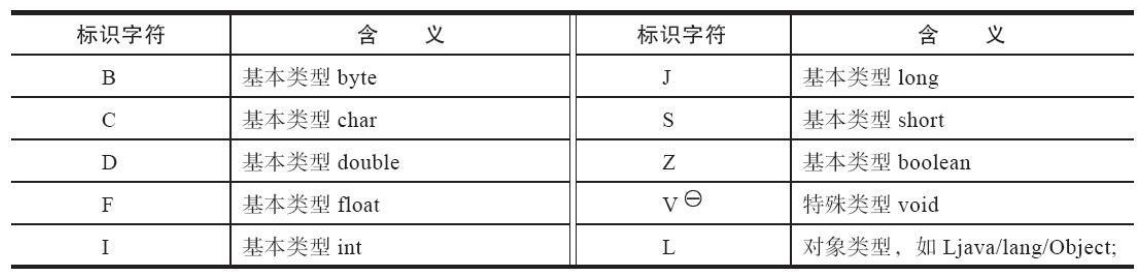 标识字符 含 义 标识字符 含 义
B 基本类型 byte J 基本类型 long
C 基本类型 char S 基本类型 short
D 基本类型 double Z 基本类型 boolean
F 基本类型 float V⊖ 特殊类型 void
I 基本类型 int L 对象类型，如 Ljava/lang/Object;